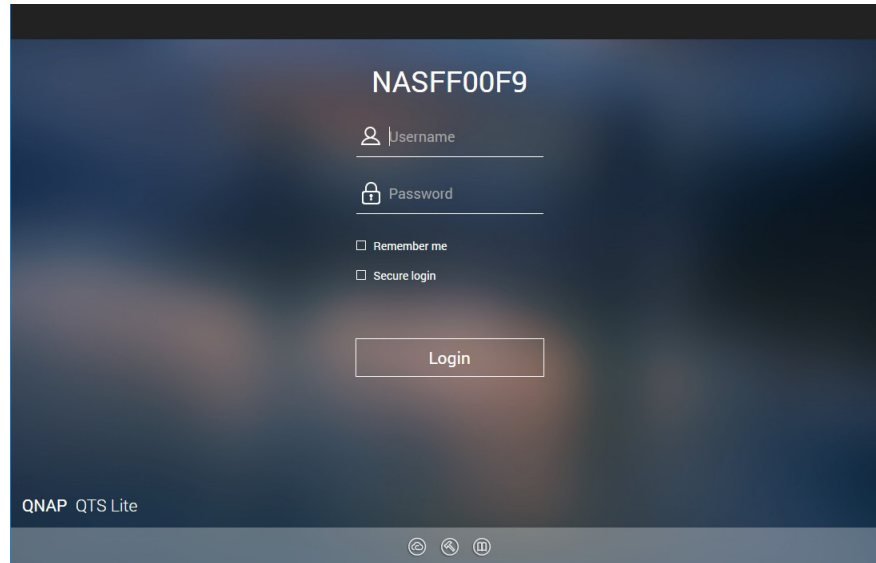 NASFF00F9
Username
Password
Remember me
Secure login
Login
QNAP QTS Lite